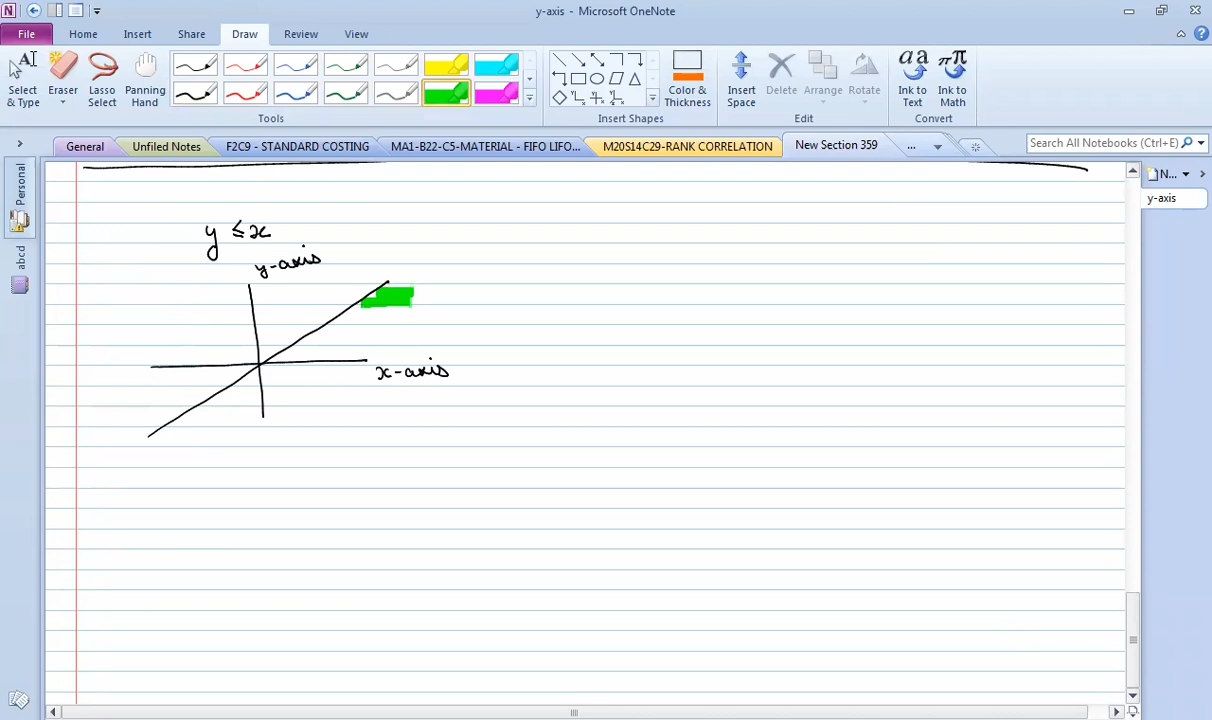 y-axis - Microsoft OneNote
File Home Insert Share Draw Review View
Select & Type
Eraser
Lasso Select
Panning Hand
Color & Thickness
Insert Space
Delete
Arrange
Rotate
Ink to Text
Ink to Math
Tools
Insert Shapes
Edit
Convert
General Unfiled Notes F2C9 - STANDARD COSTING MA1-B22-C5-MATERIAL - FIFO LIFO... M20S14C29-RANK CORRELATION New Section 359 ... Search All Notebooks (Ctrl+E)
Personal
abcd
N...
y-axis
y ≤ x
y-axis
x-axis